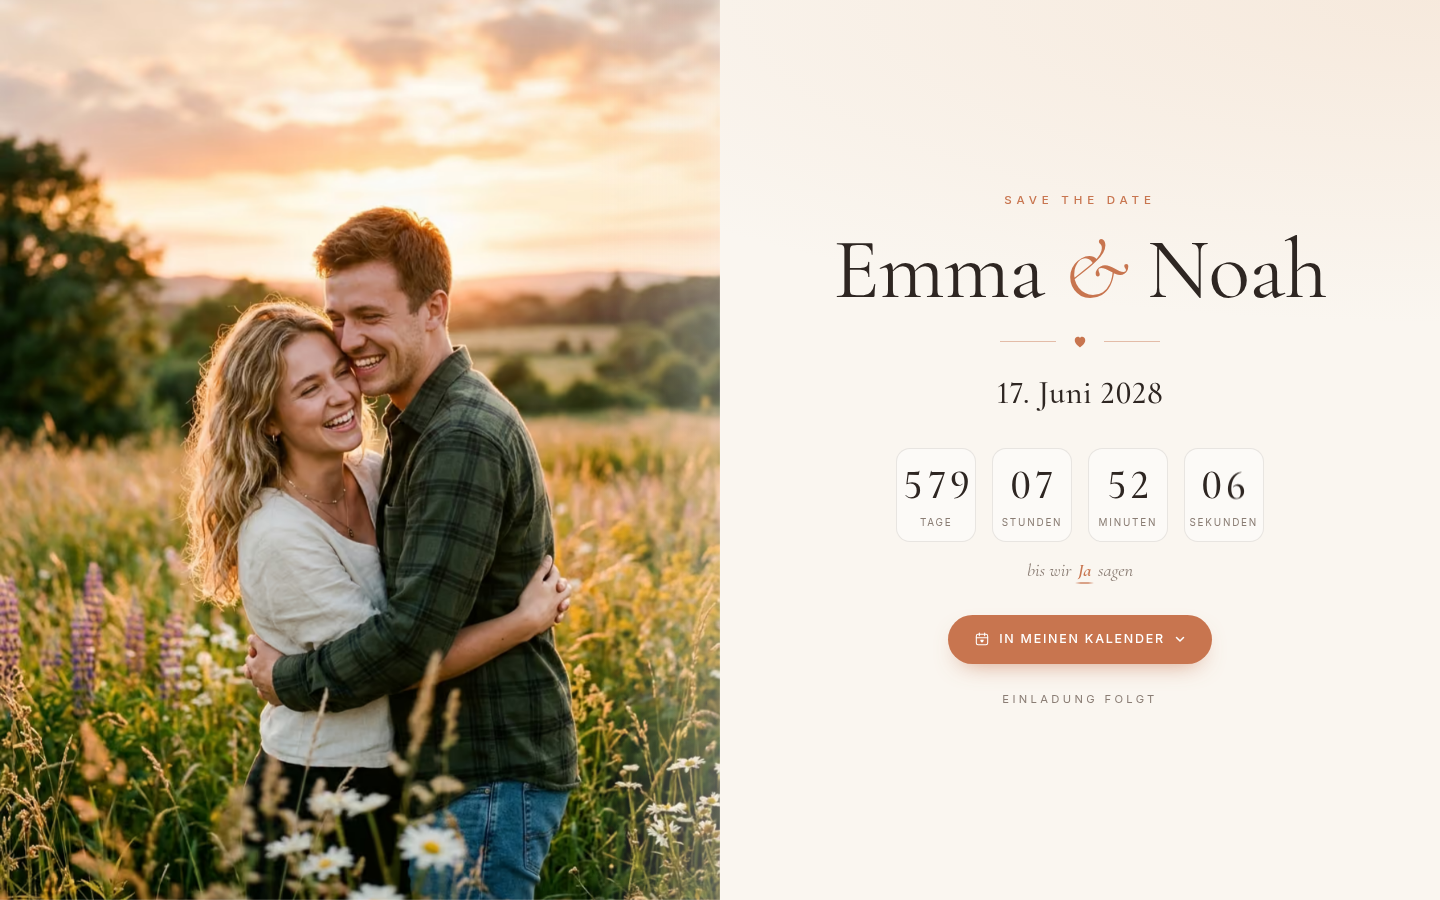 SAVE THE DATE
Emma & Noah
17. Juni 2028
579 07 52 06
TAGE STUNDEN MINUTEN SEKUNDEN
bis wir Ja sagen
IN MEINEN KALENDER
EINLADUNG FOLGT